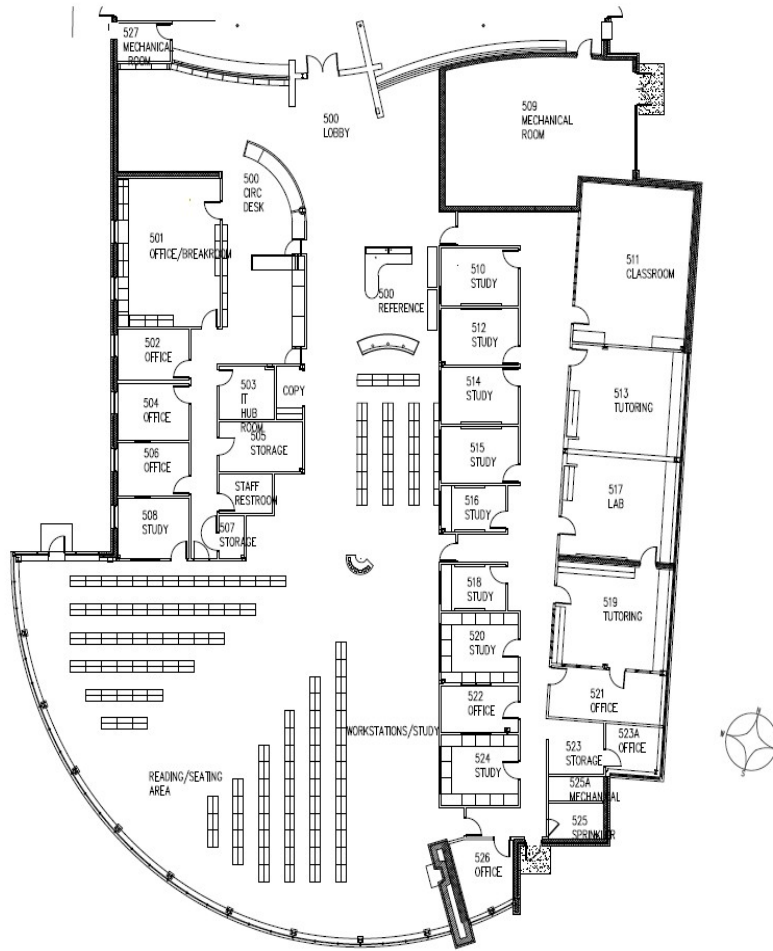 527
MECHANICAL
ROOM
500
LOBBY
509
MECHANICAL
ROOM
500
CIRC
DESK
501
OFFICE/BREAKROOM
511
CLASSROOM
510
STUDY
500
REFERENCE
502
OFFICE
512
STUDY
503
IT
HUB
ROOM
COPY
514
STUDY
513
TUTORING
504
OFFICE
505
STORAGE
515
STUDY
506
OFFICE
STAFF
RESTROOM
516
STUDY
517
LAB
508
STUDY
507
STORAGE
518
STUDY
519
TUTORING
520
STUDY
522
OFFICE
521
OFFICE
WORKSTATIONS/STUDY
523
STORAGE
523A
OFFICE
524
STUDY
READING/SEATING
AREA
525A
MECHANICAL
525
SPRINKLER
526
OFFICE
N
W
S